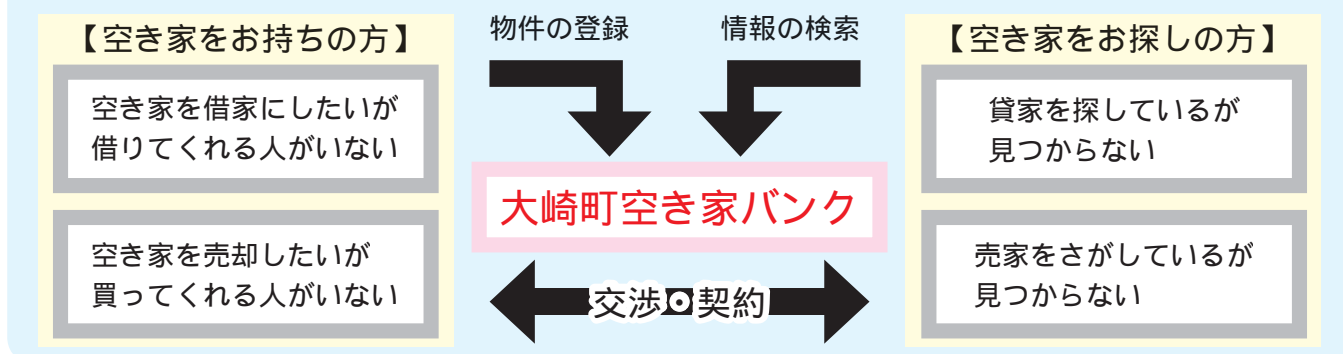 【空き家をお持ちの方】
空き家を借家にしたいが
借りてくれる人がいない
空き家を売却したいが
買ってくれる人がいない
物件の登録
情報の検索
大崎町空き家バンク
交渉・契約
【空き家をお探しの方】
貸家を探しているが
見つからない
売家をさがしているが
見つからない